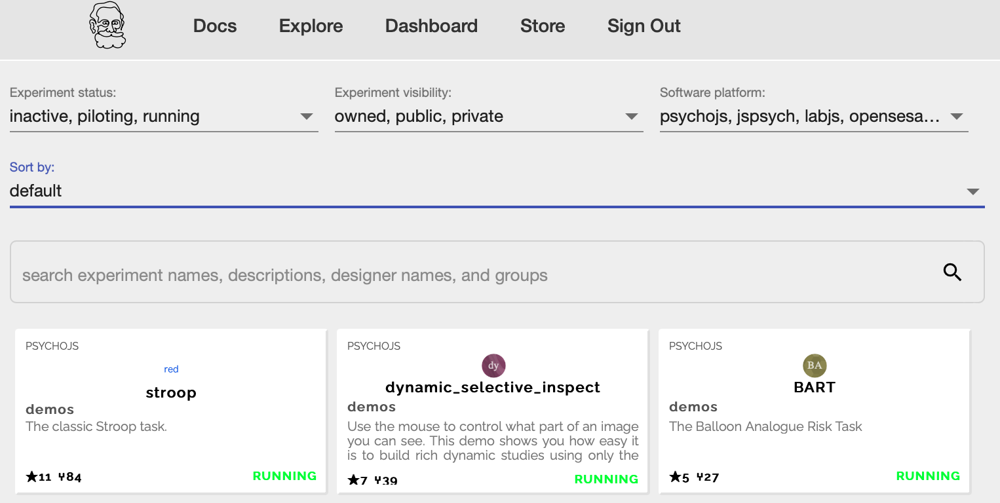 Docs Explore Dashboard Store Sign Out
Experiment status: Experiment visibility: Software platform:
inactive, piloting, running owned, public, private psychojs, jspsych, labjs, opensesa…
Sort by:
default
search experiment names, descriptions, designer names, and groups
PSYCHOJS
red
stroop
demos
The classic Stroop task.
★11 84 RUNNING
PSYCHOJS
dy
dynamic_selective_inspect
demos
Use the mouse to control what part of an image
you can see. This demo shows you how easy it
is to build rich dynamic studies using only the
★7 39 RUNNING
PSYCHOJS
BA
BART
demos
The Balloon Analogue Risk Task
★5 27 RUNNING